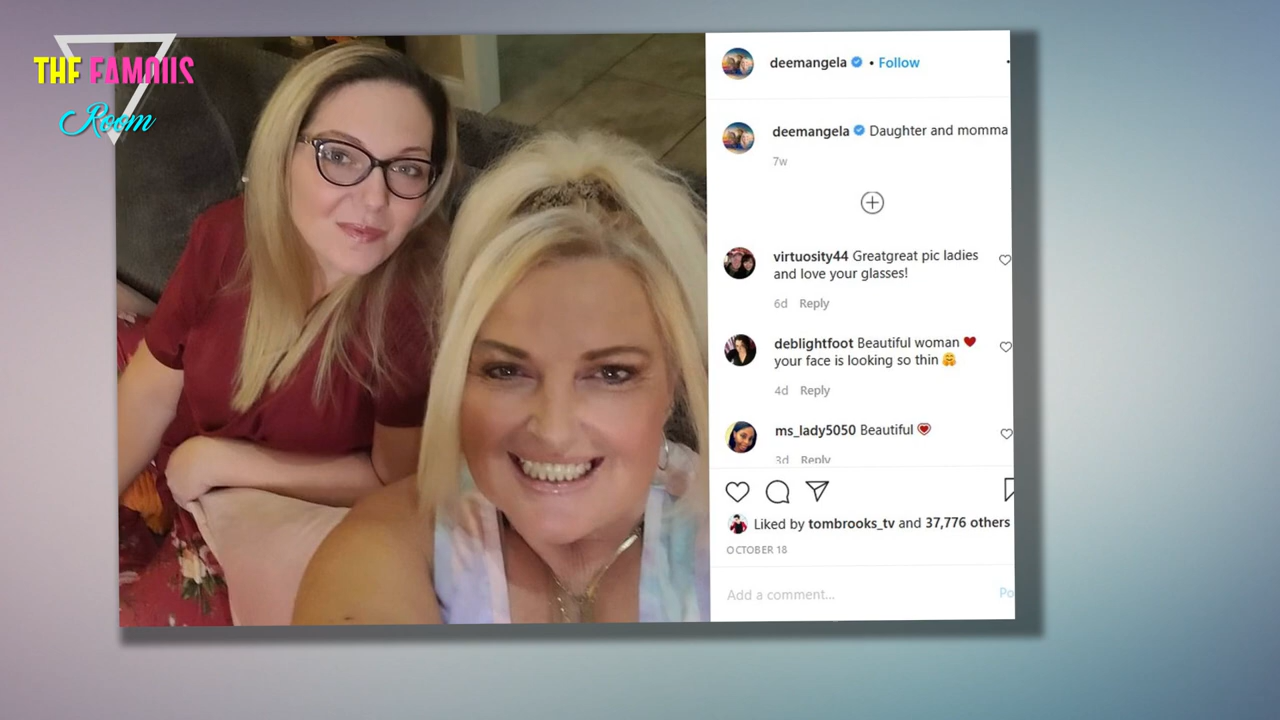 THE FAMOUS
Room
deemangela • Follow
deemangela Daughter and momma
7w
virtuosity44 Greatgreat pic ladies
and love your glasses!
6d Reply
deblightfoot Beautiful woman ❤️
your face is looking so thin 🤗
4d Reply
ms_lady5050 Beautiful 💟
3d Reply
Liked by tombrooks_tv and 37,776 others
OCTOBER 18
Add a comment...
Po